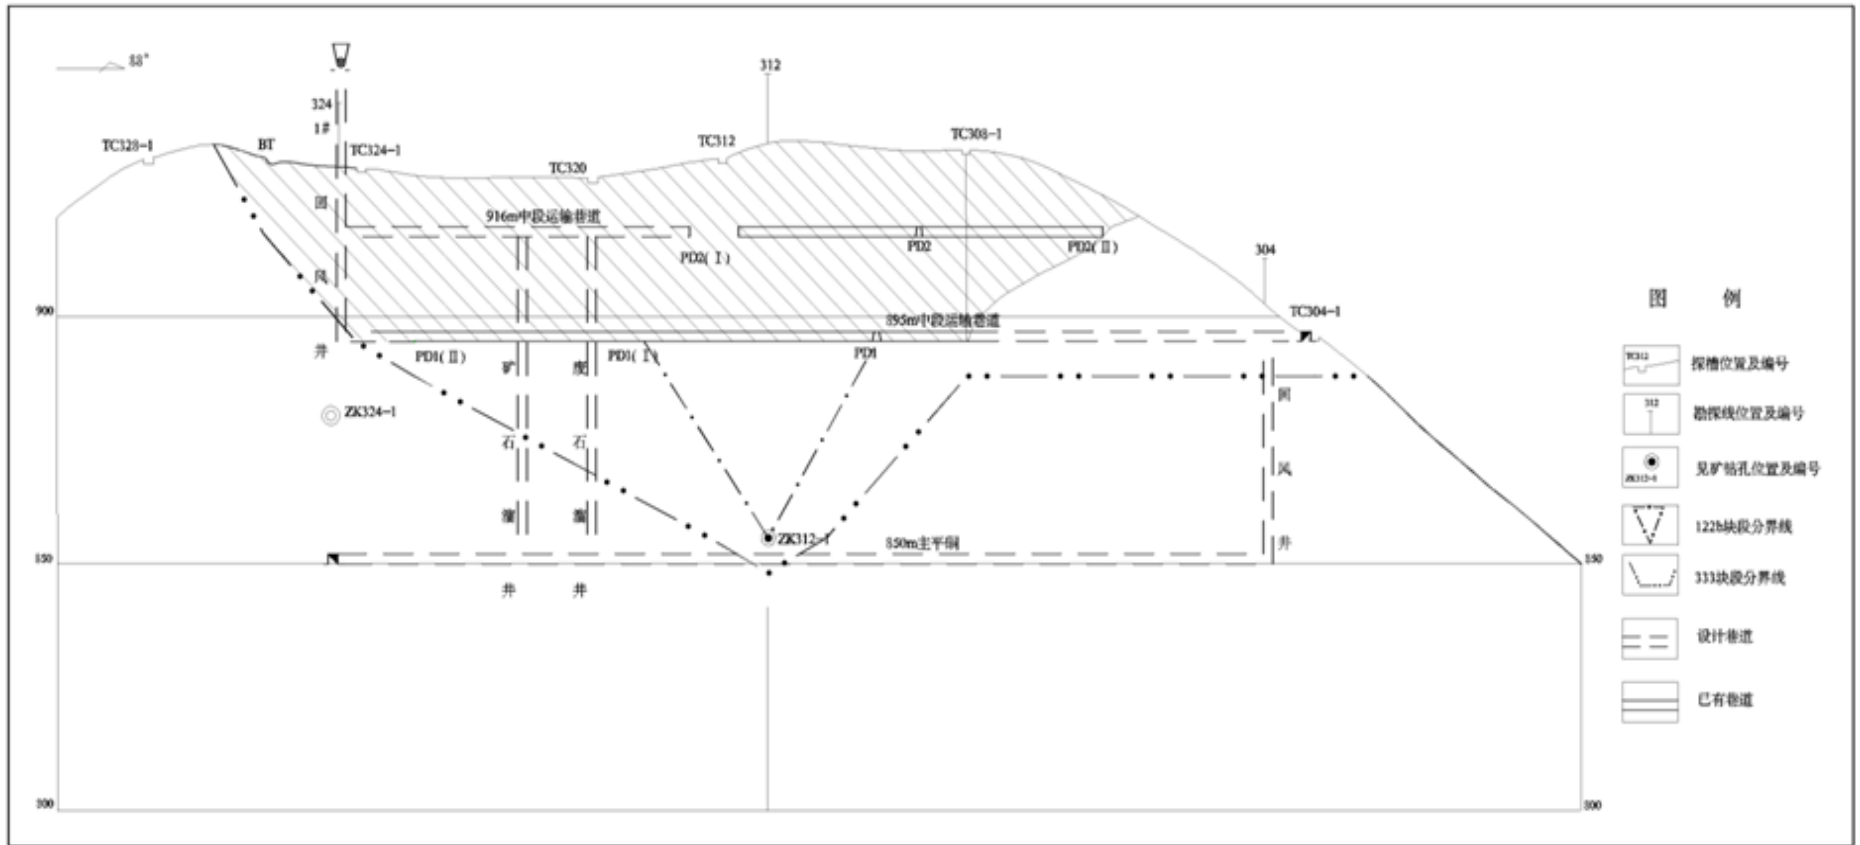 88°
312
324
1#
TC328-1
BT
TC324-1
TC320
TC312
TC308-1
回
风
井
916m中段运输巷道
PD2(Ⅰ)
PD2
PD2(Ⅱ)
304
900
895m中段运输巷道
TC304-1
PD1(Ⅱ)
PD1(Ⅰ)
PD1
矿
石
溜
井
废
石
溜
井
回
风
井
ZK324-1
ZK312-1
850m主平硐
850
850
800
800
图 例
TC312
探槽位置及编号
312
勘探线位置及编号
见矿钻孔位置及编号
122b块段分界线
333块段分界线
设计巷道
已有巷道